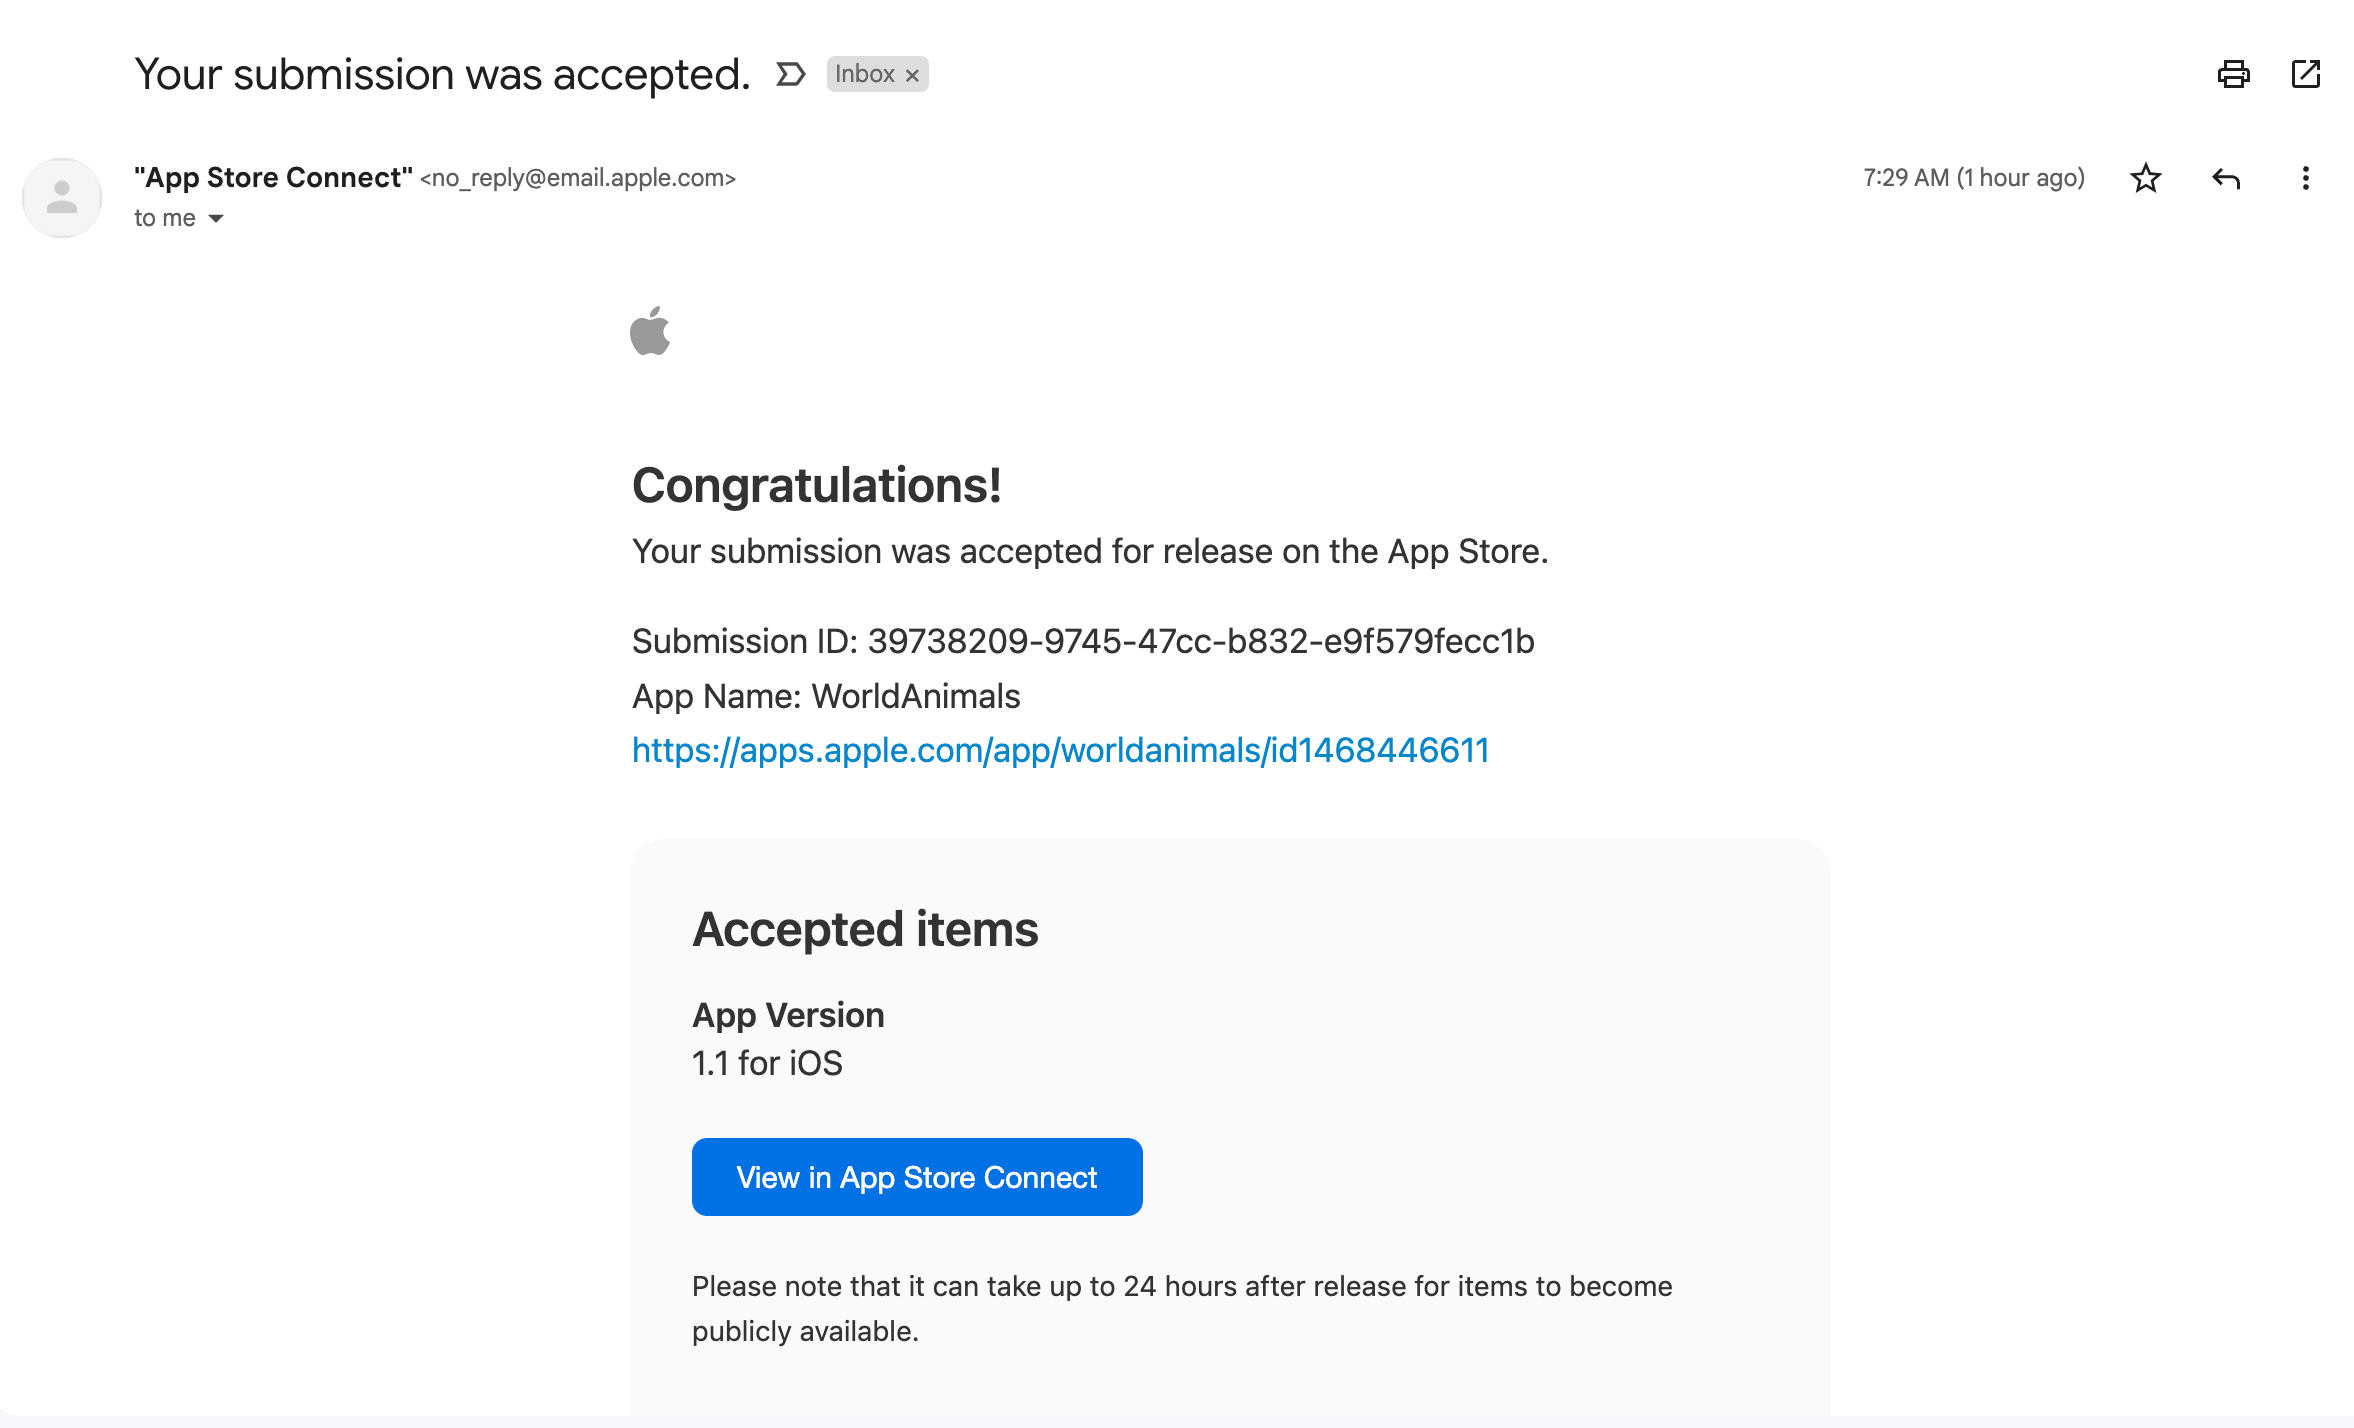 Your submission was accepted.
Inbox ×
"App Store Connect" <no_reply@email.apple.com>
7:29 AM (1 hour ago)
to me
Congratulations!
Your submission was accepted for release on the App Store.
Submission ID: 39738209-9745-47cc-b832-e9f579fecc1b
App Name: WorldAnimals
https://apps.apple.com/app/worldanimals/id1468446611
Accepted items
App Version
1.1 for iOS
View in App Store Connect
Please note that it can take up to 24 hours after release for items to become
publicly available.